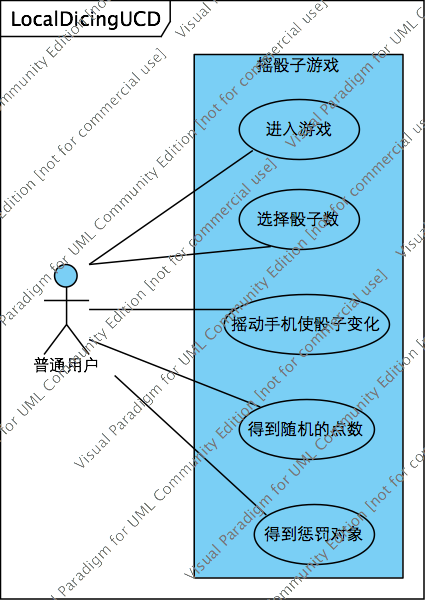 LocalDicingUCD
摇骰子游戏
进入游戏
选择骰子数
摇动手机使骰子变化
普通用户
得到随机的点数
得到惩罚对象
Visual Paradigm for UML Community Edition [not for commercial use]